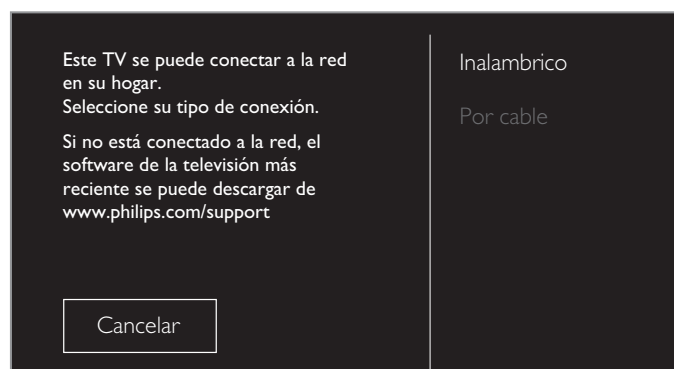 Este TV se puede conectar a la red
en su hogar.
Seleccione su tipo de conexión.
Si no está conectado a la red, el
software de la televisión más
reciente se puede descargar de
www.philips.com/support
Cancelar
Inalambrico
Por cable